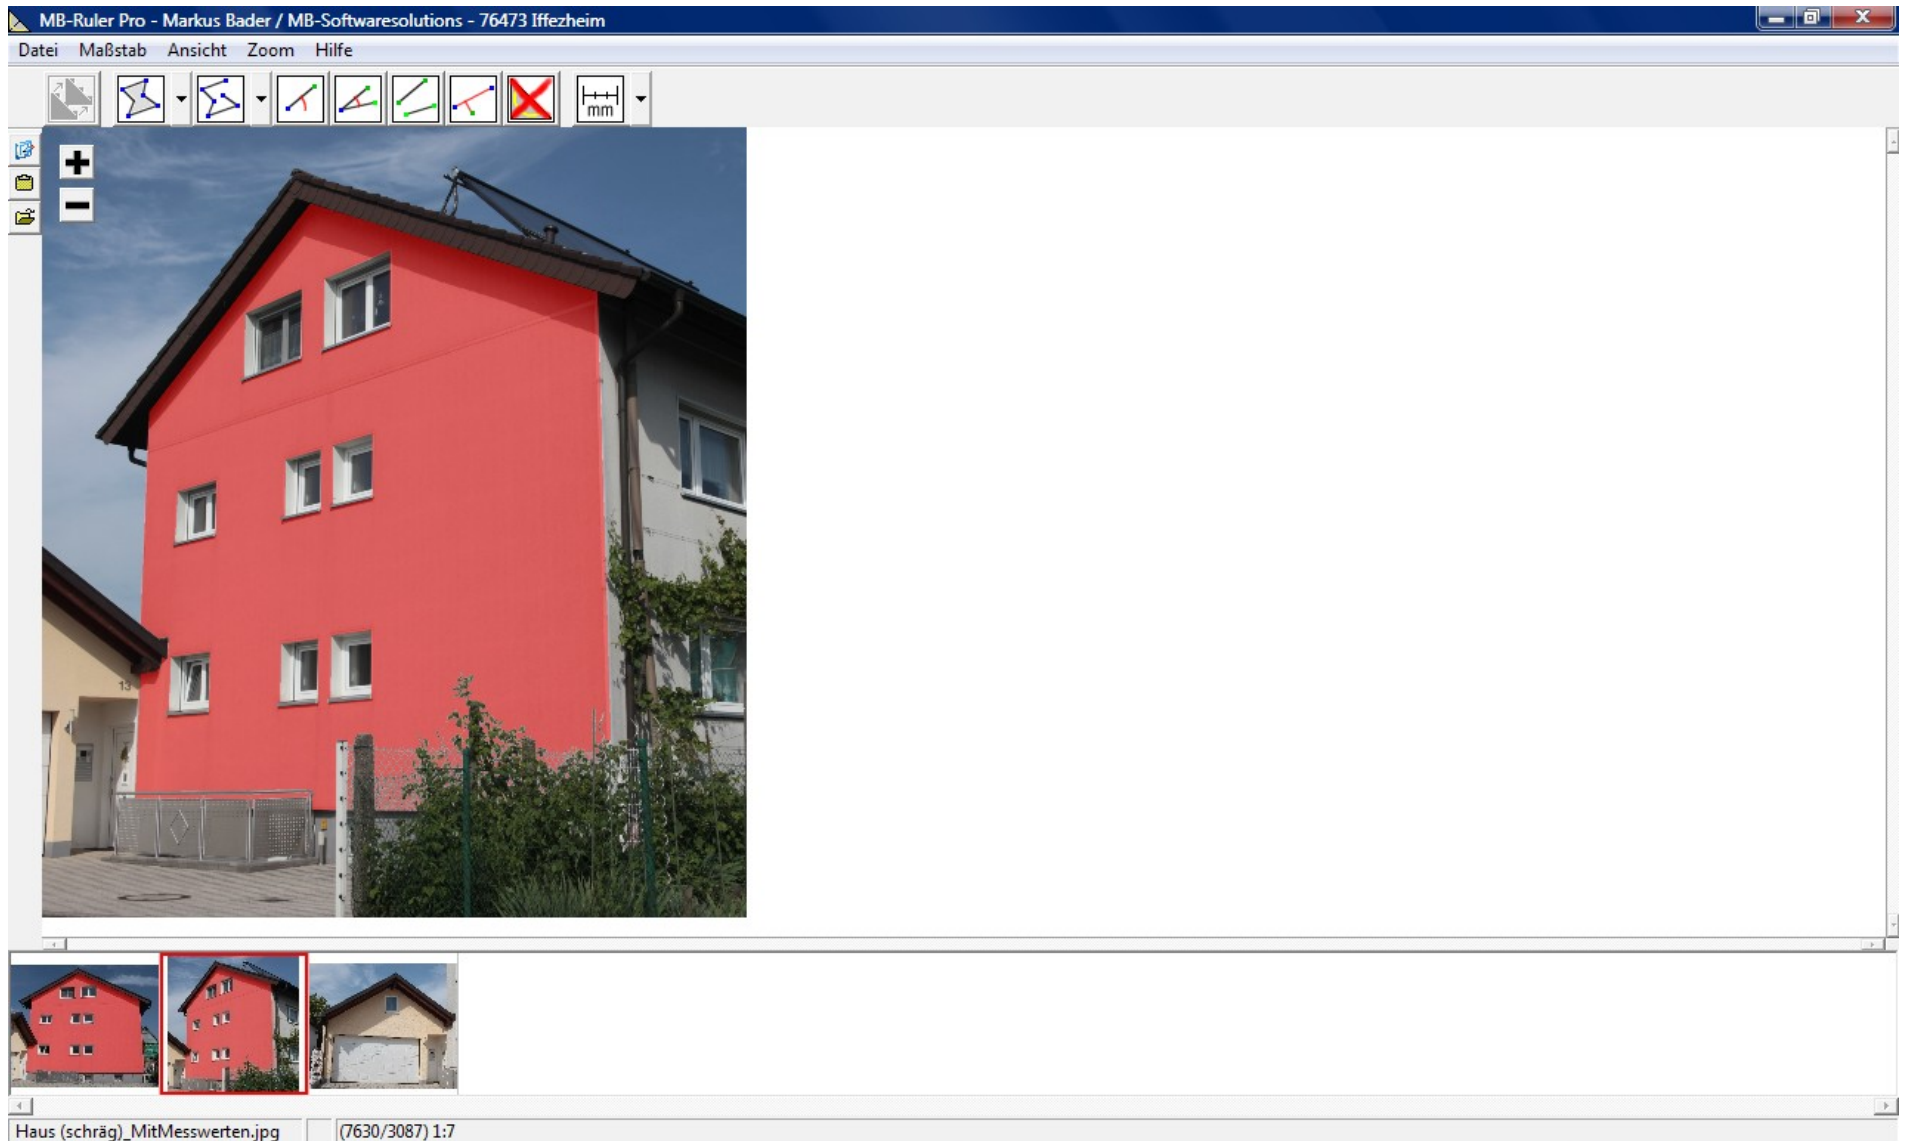 MB-Ruler Pro - Markus Bader / MB-Softwaresolutions - 76473 Iffezheim
Datei Maßstab Ansicht Zoom Hilfe
mm
13
Haus (schräg)_MitMesswerten.jpg (7630/3087) 1:7